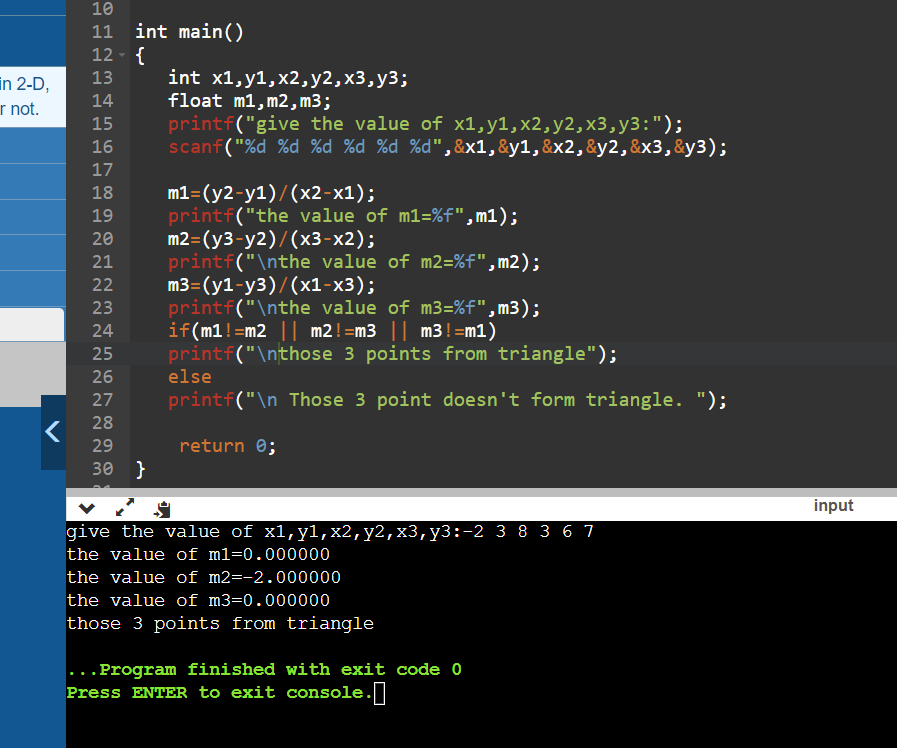 in 2-D,
r not.
10
11 int main()
12 {
13 int x1,y1,x2,y2,x3,y3;
14 float m1,m2,m3;
15 printf("give the value of x1,y1,x2,y2,x3,y3:");
16 scanf("%d %d %d %d %d %d",&x1,&y1,&x2,&y2,&x3,&y3);
17
18 m1=(y2-y1)/(x2-x1);
19 printf("the value of m1=%f",m1);
20 m2=(y3-y2)/(x3-x2);
21 printf("\nthe value of m2=%f",m2);
22 m3=(y1-y3)/(x1-x3);
23 printf("\nthe value of m3=%f",m3);
24 if(m1!=m2 || m2!=m3 || m3!=m1)
25 printf("\nthose 3 points from triangle");
26 else
27 printf("\n Those 3 point doesn't form triangle. ");
28
29 return 0;
30 }
input
give the value of x1,y1,x2,y2,x3,y3:-2 3 8 3 6 7
the value of m1=0.000000
the value of m2=-2.000000
the value of m3=0.000000
those 3 points from triangle
...Program finished with exit code 0
Press ENTER to exit console.